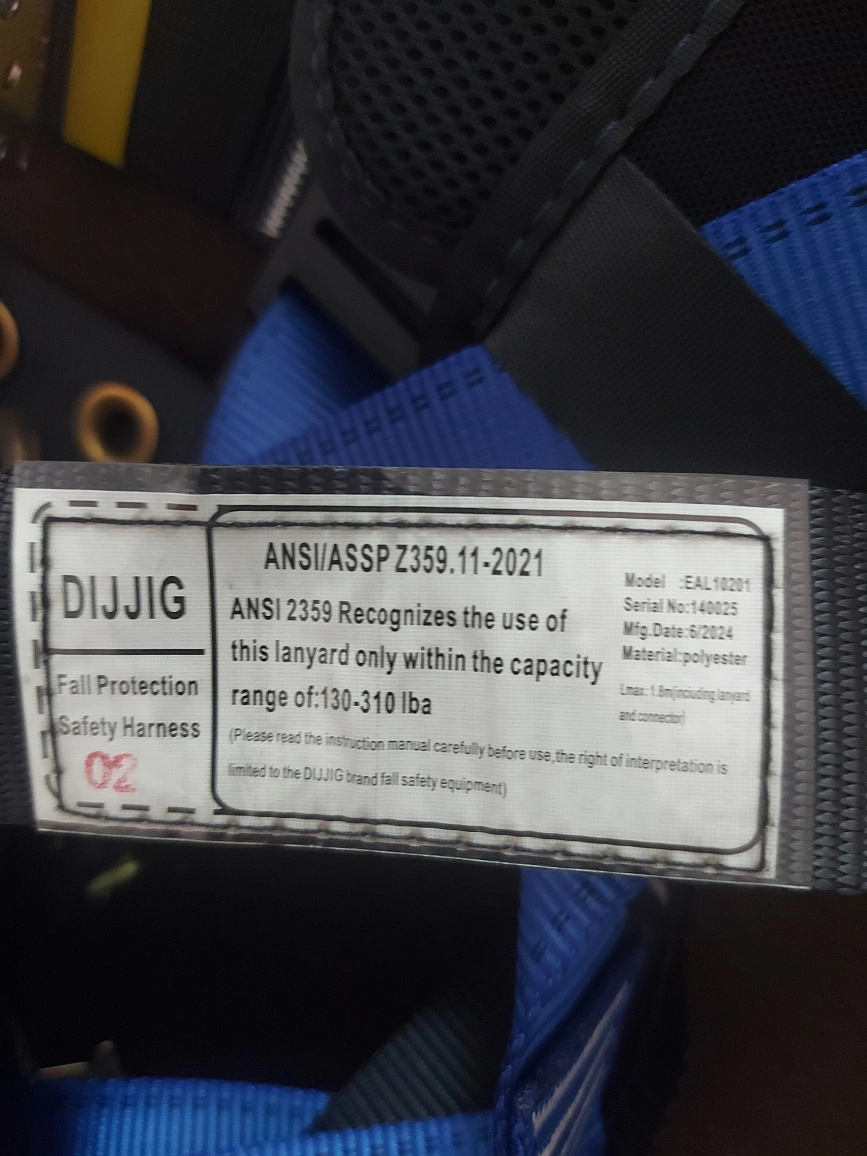 DIJJIG
Fall Protection
Safety Harness
02
ANSI/ASSP Z359.11-2021
ANSI 2359 Recognizes the use of
this lanyard only within the capacity
range of:130-310 lba
(Please read the instruction manual carefully before use,the right of interpretation is
limited to the DIJJIG brand fall safety equipment)
Model :EAL10201
Serial No:140025
Mfg.Date:6/2024
Material:polyester
Lmax: 1.8m(including lanyard
and connector)